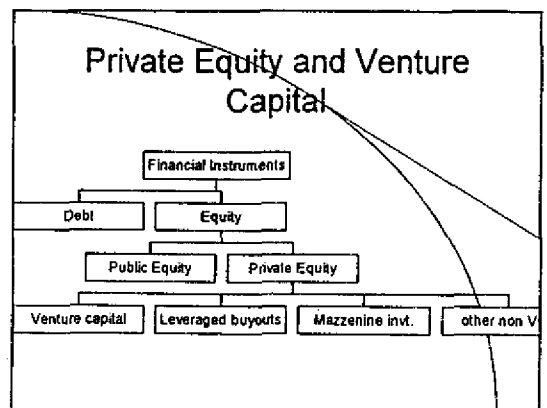 Private Equity and Venture
Capital
Financial Instruments
Debt
Equity
Public Equity
Private Equity
Venture capital
Leveraged buyouts
Mazzenine invt.
other non V